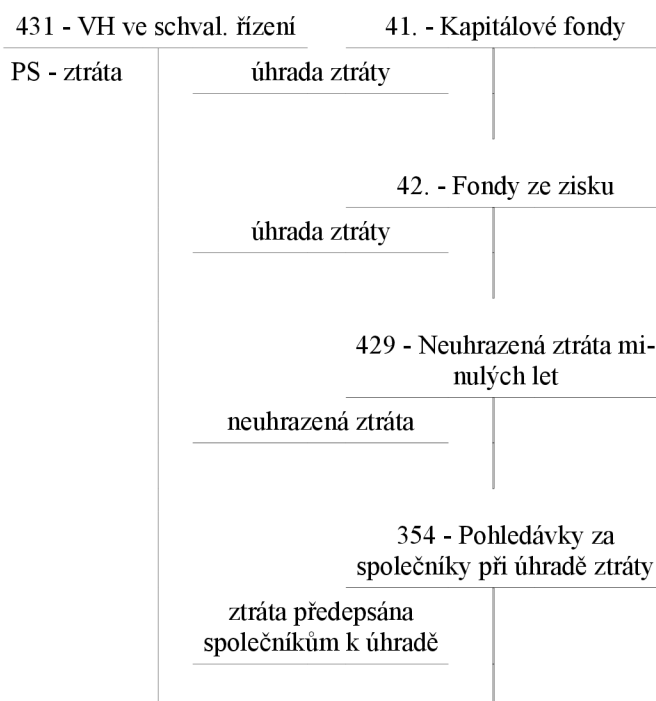 431 - VH ve schval. řízení
41. - Kapitálové fondy
PS - ztráta
úhrada ztráty
42. - Fondy ze zisku
úhrada ztráty
429 - Neuhrazená ztráta mi-
nulých let
neuhrazená ztráta
354 - Pohledávky za
společníky při úhradě ztráty
ztráta předepsána
společníkům k úhradě